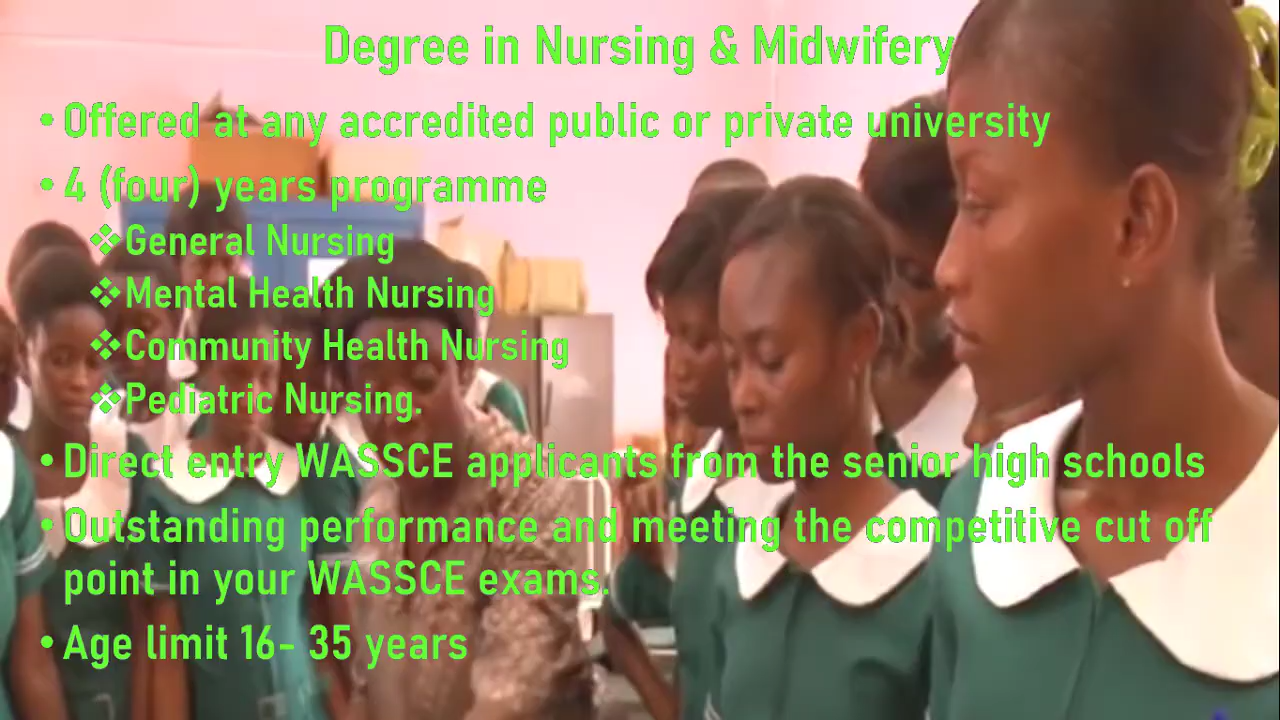 Degree in Nursing & Midwifery
• Offered at any accredited public or private university
• 4 (four) years programme
❖General Nursing
❖Mental Health Nursing
❖Community Health Nursing
❖Pediatric Nursing.
• Direct entry WASSCE applicants from the senior high schools
• Outstanding performance and meeting the competitive cut off
point in your WASSCE exams.
• Age limit 16- 35 years